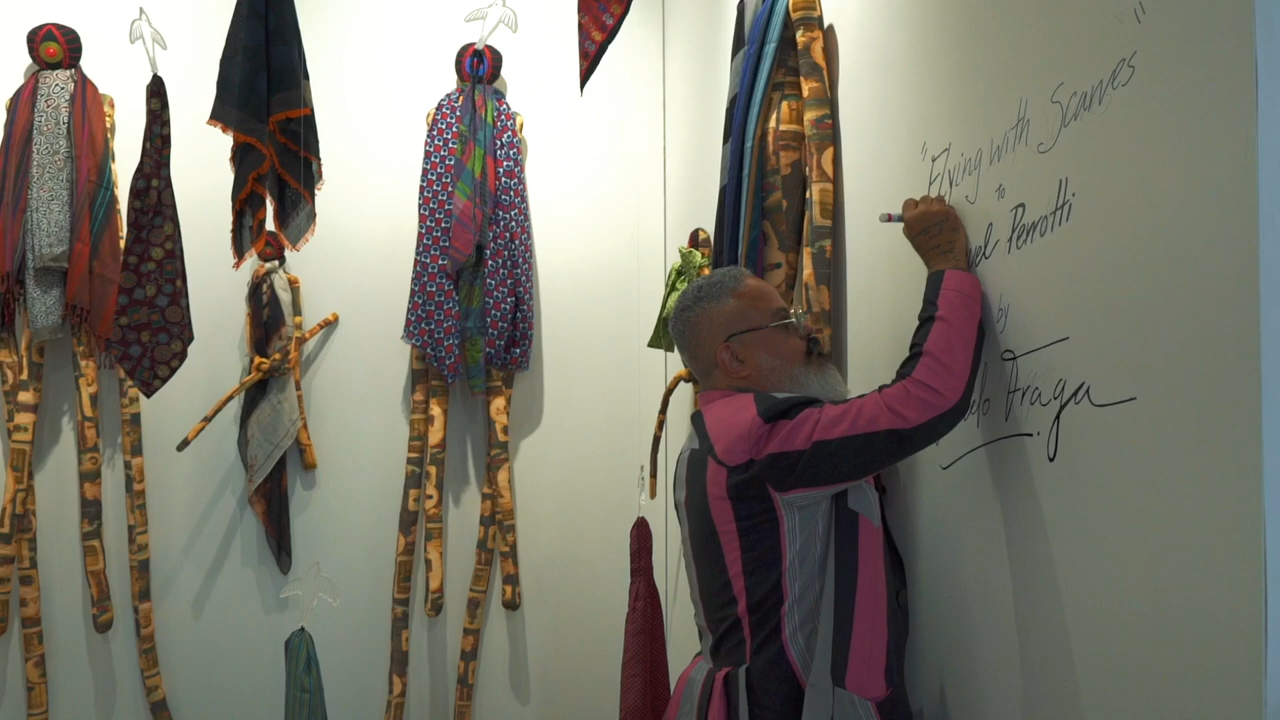 "Flying with Scarves"
to
Perrotti
by
Fraga